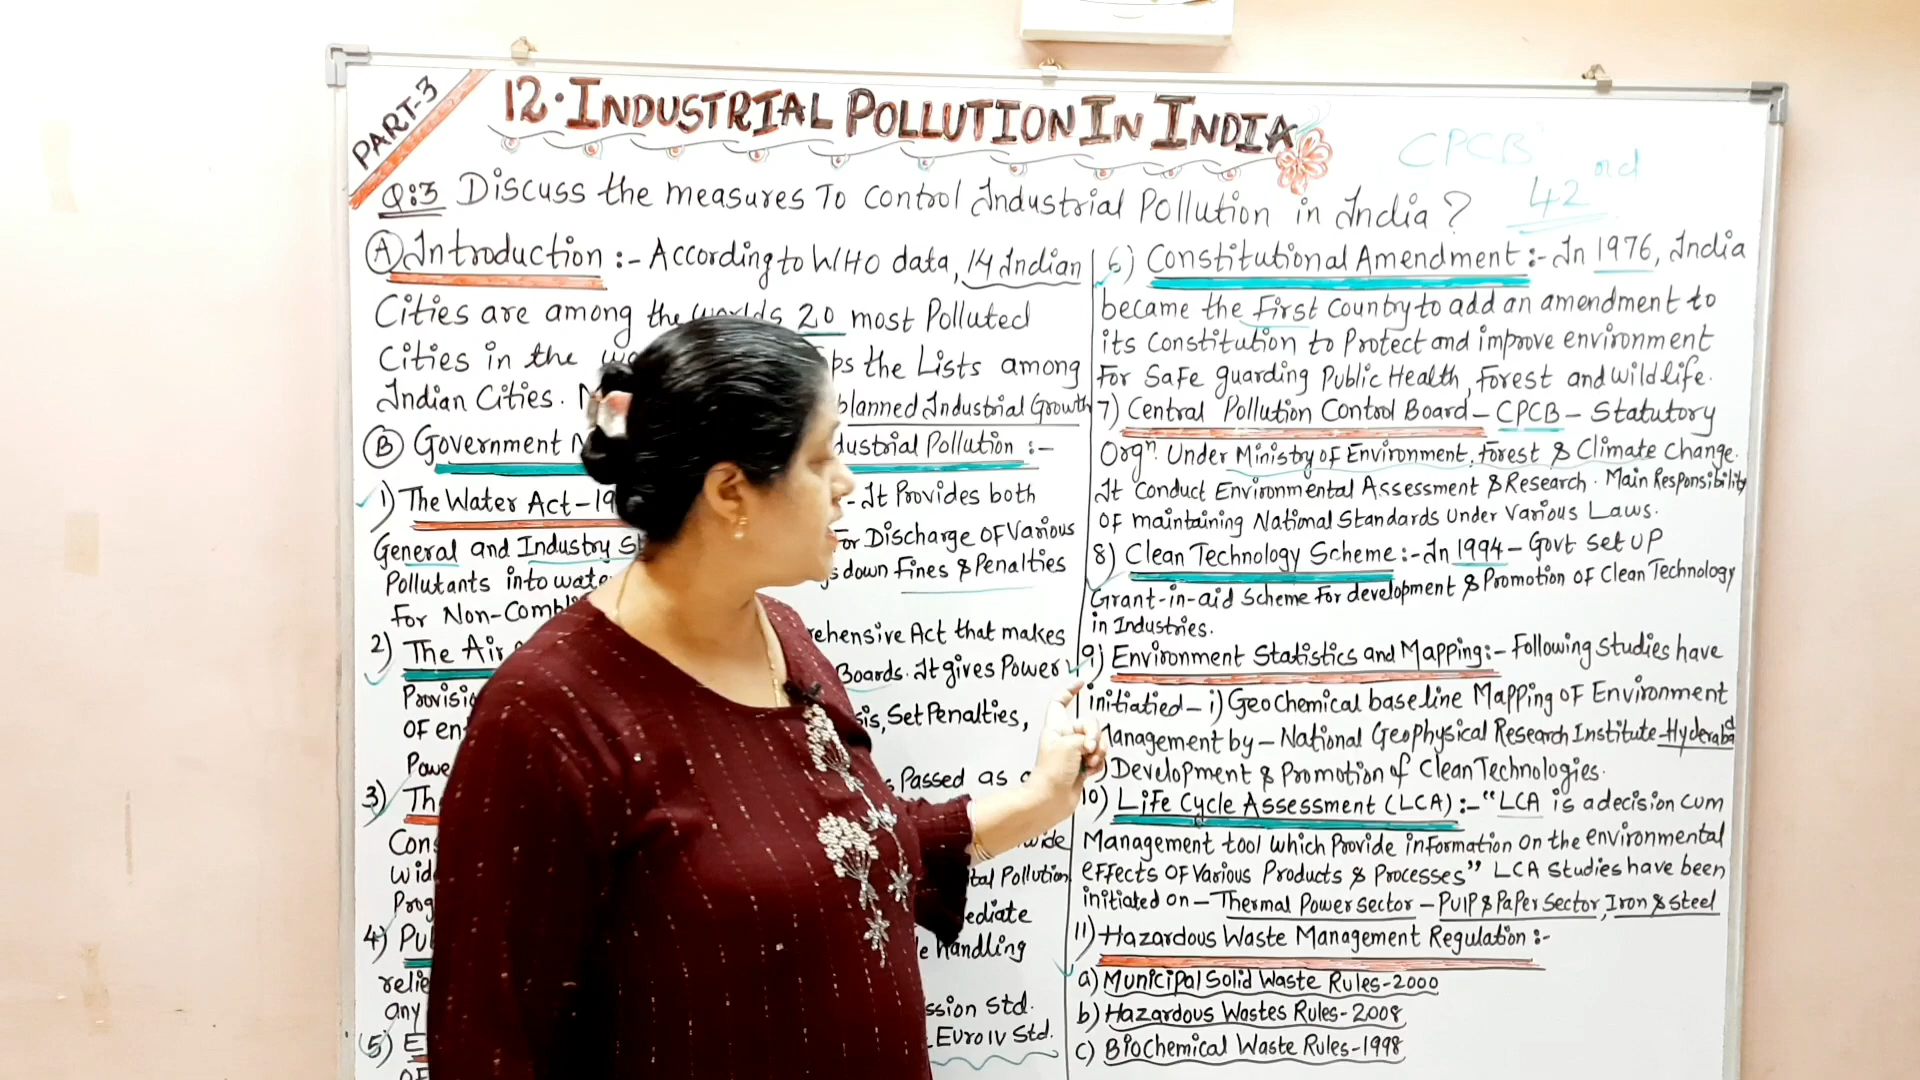 PART-3
12. INDUSTRIAL POLLUTION IN INDIA
CPCB
42 nd
Q:3 Discuss the measures To Control Industrial Pollution in India?
(A) Introduction :- According to WHO data, 14 Indian
Cities are among the worlds 20 most Polluted
Cities in the ps the Lists among
Indian Cities. planned Industrial Growth
(B) Government dustrial Pollution :-
1) The Water Act-19 - It Provides both
General and Industry St For Discharge of Various
Pollutants into wate s down Fines & Penalties
For Non-Compl
2) The Air rehensive Act that makes
Provisio Boards. It gives Power
of en sis, Set Penalties,
Powe
3) Th Passed as a
Cons wide
wid tal Pollution
Prog ediate
4) Pu e handling
relie
any ssion Std.
(5) E Euro IV Std.
OF
6) Constitutional Amendment :- In 1976, India
became the First Country to add an amendment to
its Constitution to Protect and improve environment
For Safe guarding Public Health, Forest and wildlife.
7) Central Pollution Control Board - CPCB - Statutory
Orgn. Under Ministry of Environment, Forest & Climate Change.
It Conduct Environmental Assessment & Research. Main Responsibility
of maintaining National Standards Under Various Laws.
8) Clean Technology Scheme :- In 1994 - Govt set up
Grant-in-aid Scheme For development & Promotion of Clean Technology
in Industries.
9) Environment Statistics and Mapping :- Following Studies have
initiatied - i) GeoChemical baseline Mapping of Environment
Management by - National Geophysical Research Institute - Hyderabad
) Development & Promotion of Clean Technologies.
10) Life Cycle Assessment (LCA) :- "LCA is a decision cum
Management tool which Provide information on the environmental
effects of Various Products & Processes" LCA Studies have been
initiated on - Thermal Power sector - Pulp & Paper Sector, Iron & Steel
11) Hazardous Waste Management Regulation :-
a) Municipal Solid Waste Rules-2000
b) Hazardous Wastes Rules-2008
c) Biochemical Waste Rules-1998